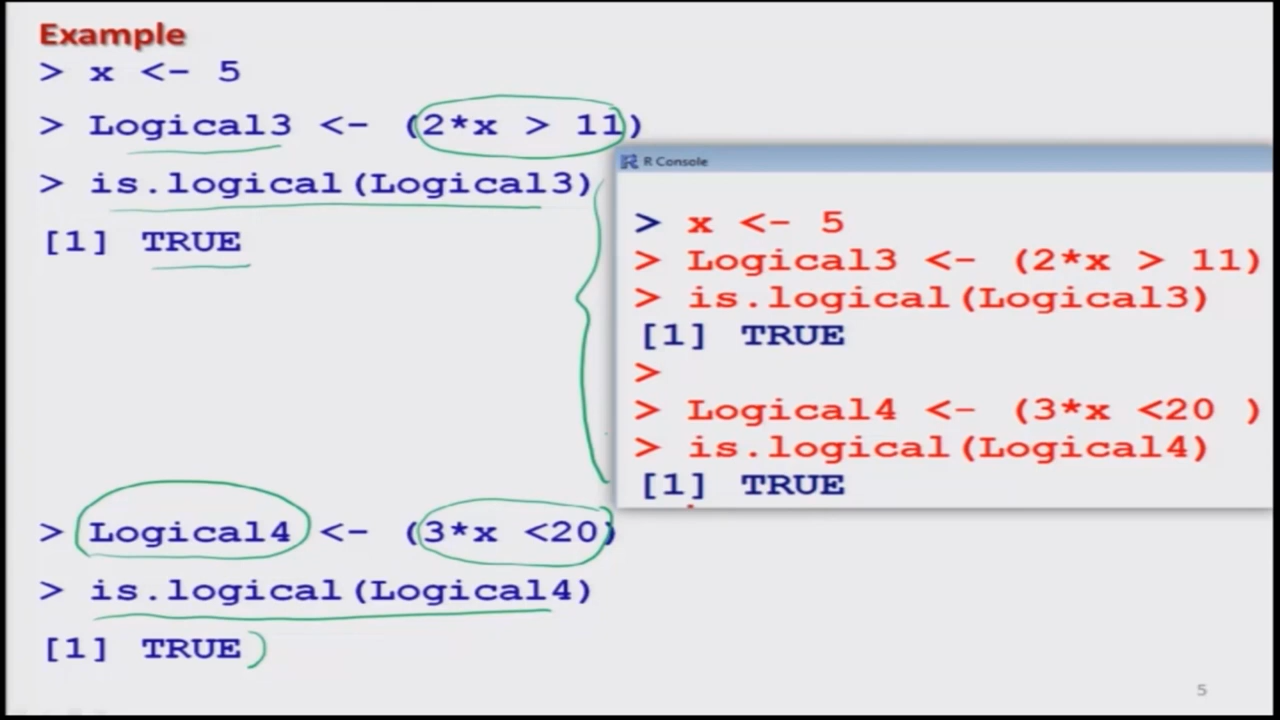 Example
> x <- 5
> Logical3 <- (2*x > 11)
> is.logical(Logical3)
[1] TRUE
> Logical4 <- (3*x <20)
> is.logical(Logical4)
[1] TRUE
R Console
> x <- 5
> Logical3 <- (2*x > 11)
> is.logical(Logical3)
[1] TRUE
>
> Logical4 <- (3*x <20 )
> is.logical(Logical4)
[1] TRUE
5